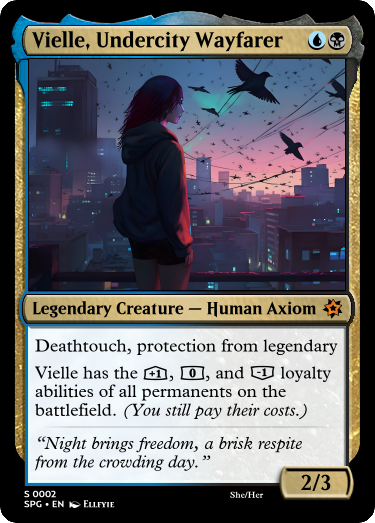 Vielle, Undercity Wayfarer
Legendary Creature — Human Axiom
Deathtouch, protection from legendary
Vielle has the +1, 0, and -1 loyalty
abilities of all permanents on the
battlefield. (You still pay their costs.)
“Night brings freedom, a brisk respite
from the crowding day.”
2/3
S 0002
SPG • EN Ellfyie
She/Her